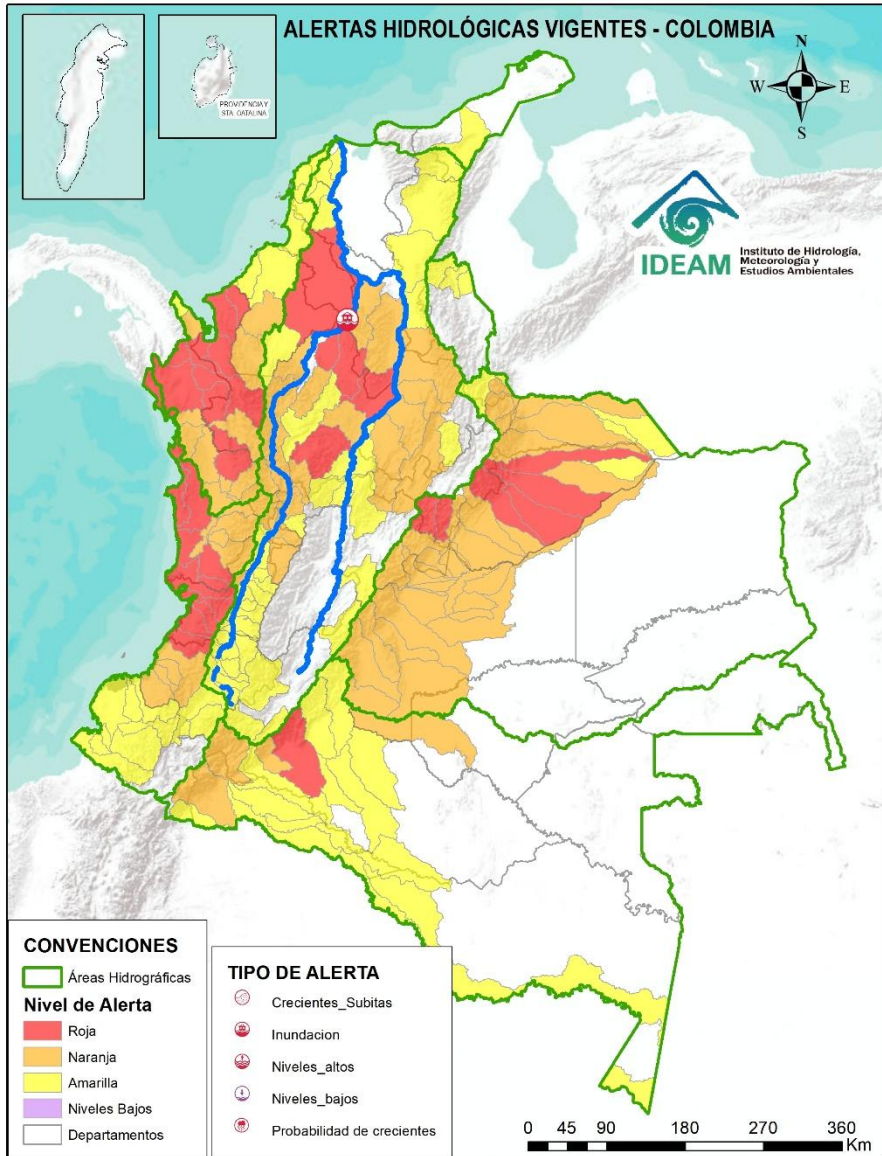 ALERTAS HIDROLÓGICAS VIGENTES - COLOMBIA
PROVIDENCIA Y
STA. CATALINA
N
W
E
S
IDEAM
Instituto de Hidrología,
Meteorología y
Estudios Ambientales
CONVENCIONES
Áreas Hidrográficas
Nivel de Alerta
Roja
Naranja
Amarilla
Niveles Bajos
Departamentos
TIPO DE ALERTA
Crecientes_Subitas
Inundacion
Niveles_altos
Niveles_bajos
Probabilidad de crecientes
0 45 90 180 270 360
Km